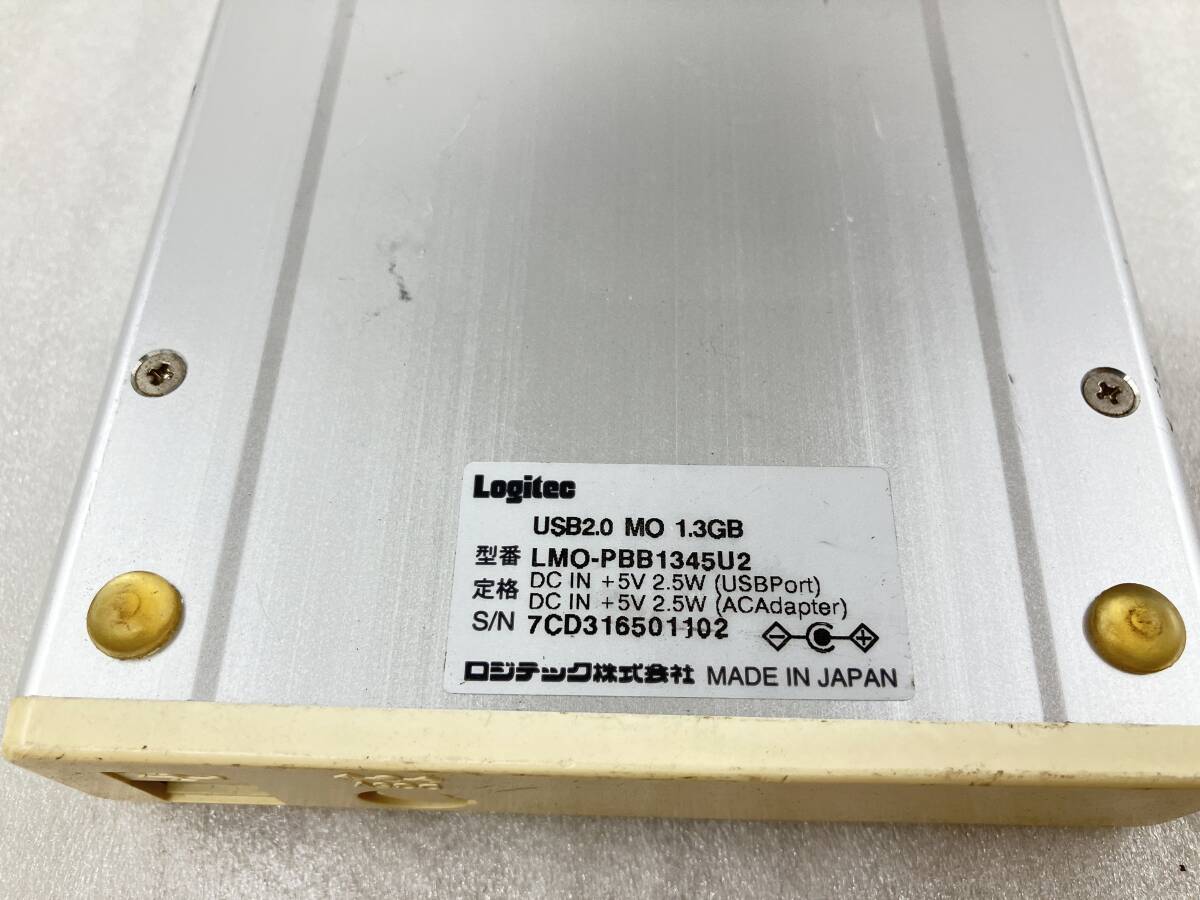 Logitec
USB2.0 MO 1.3GB
型番 LMO-PBB1345U2
定格 DC IN +5V 2.5W (USBPort)
DC IN +5V 2.5W (ACAdapter)
S/N 7CD316501102
ロジテック株式会社 MADE IN JAPAN